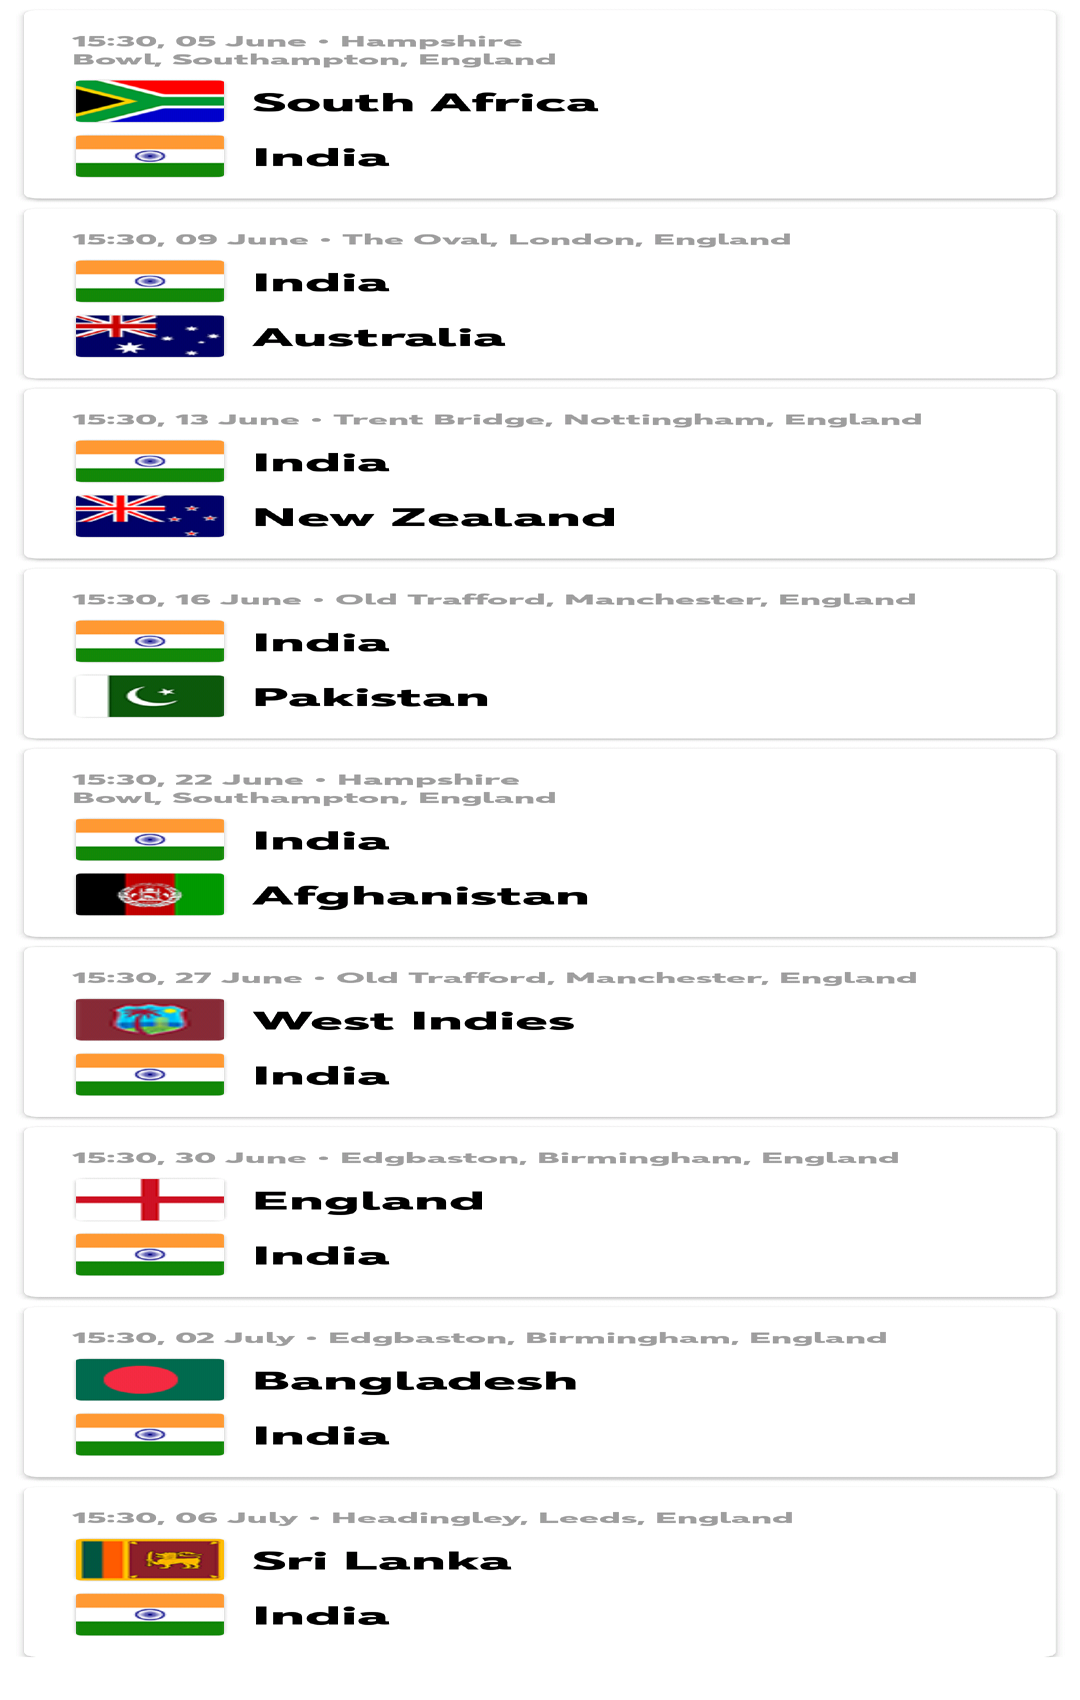 15:30, 05 June • Hampshire
Bowl, Southampton, England
South Africa
India
15:30, 09 June • The Oval, London, England
India
Australia
15:30, 13 June • Trent Bridge, Nottingham, England
India
New Zealand
15:30, 16 June • Old Trafford, Manchester, England
India
Pakistan
15:30, 22 June • Hampshire
Bowl, Southampton, England
India
Afghanistan
15:30, 27 June • Old Trafford, Manchester, England
West Indies
India
15:30, 30 June • Edgbaston, Birmingham, England
England
India
15:30, 02 July • Edgbaston, Birmingham, England
Bangladesh
India
15:30, 06 July • Headingley, Leeds, England
Sri Lanka
India